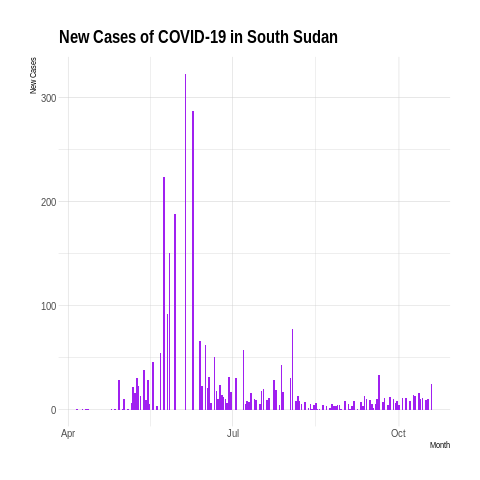 New Cases of COVID-19 in South Sudan
New Cases
300
200
100
0
Apr
Jul
Oct
Month